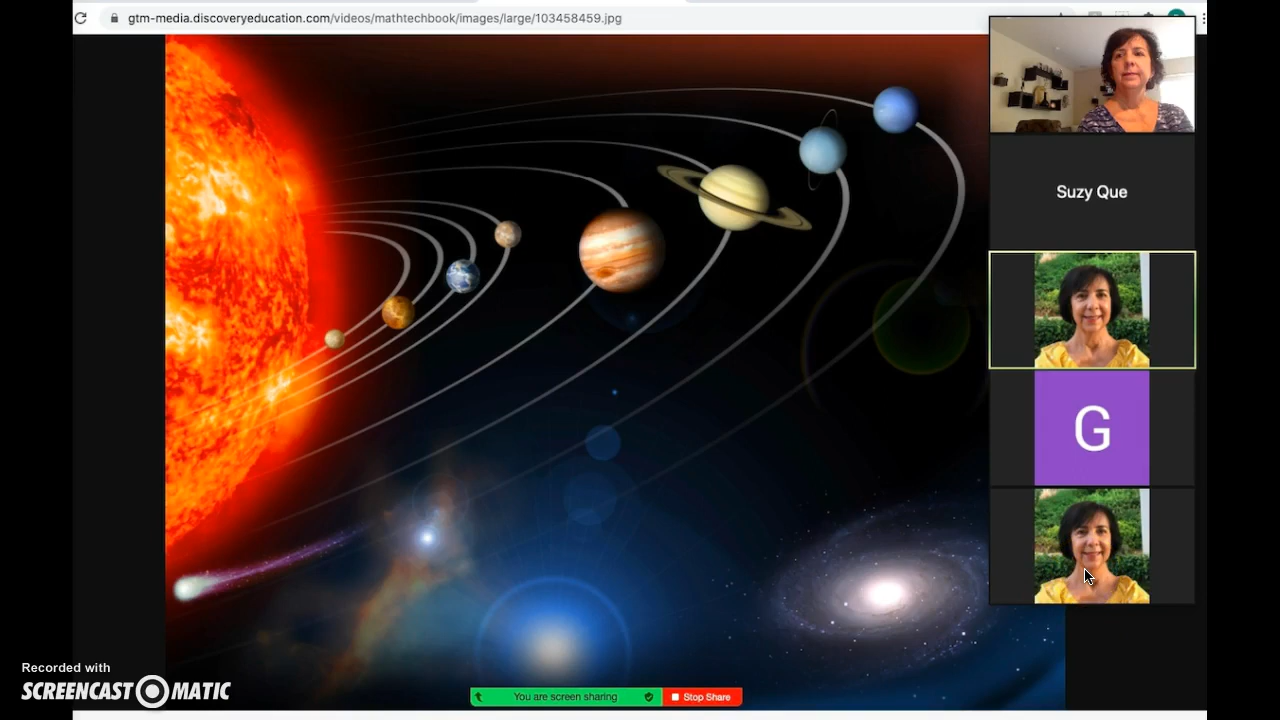 gtm-media.discoveryeducation.com/videos/mathtechbook/images/large/103458459.jpg
Suzy Que
G
Recorded with
SCREENCAST MATIC
You are screen sharing
Stop Share